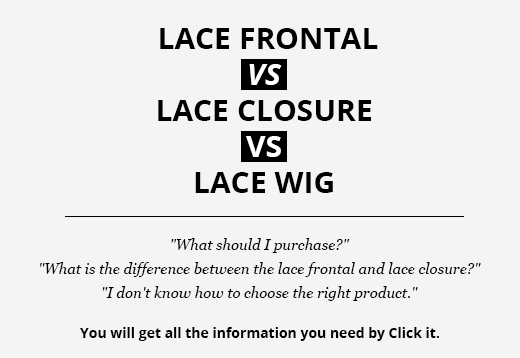 LACE FRONTAL
VS
LACE CLOSURE
VS
LACE WIG
"What should I purchase?"
"What is the difference between the lace frontal and lace closure?"
"I don't know how to choose the right product."
You will get all the information you need by Click it.